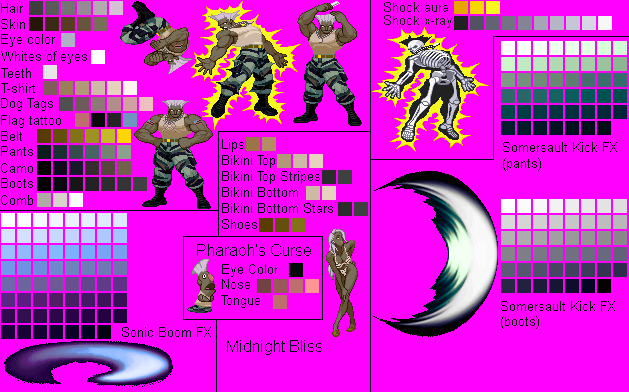 Hair
Skin
Eye color
Whites of eyes
Teeth
T-shirt
Dog Tags
Flag tattoo
Belt
Pants
Camo
Boots
Comb
Shock aura
Shock x-ray
Somersault Kick FX
(pants)
Lips
Bikini Top
Bikini Top Stripes
Bikini Bottom
Bikini Bottom Stars
Shoes
Pharaoh's Curse
Eye Color
Nose
Tongue
Midnight Bliss
Sonic Boom FX
Somersault Kick FX
(boots)